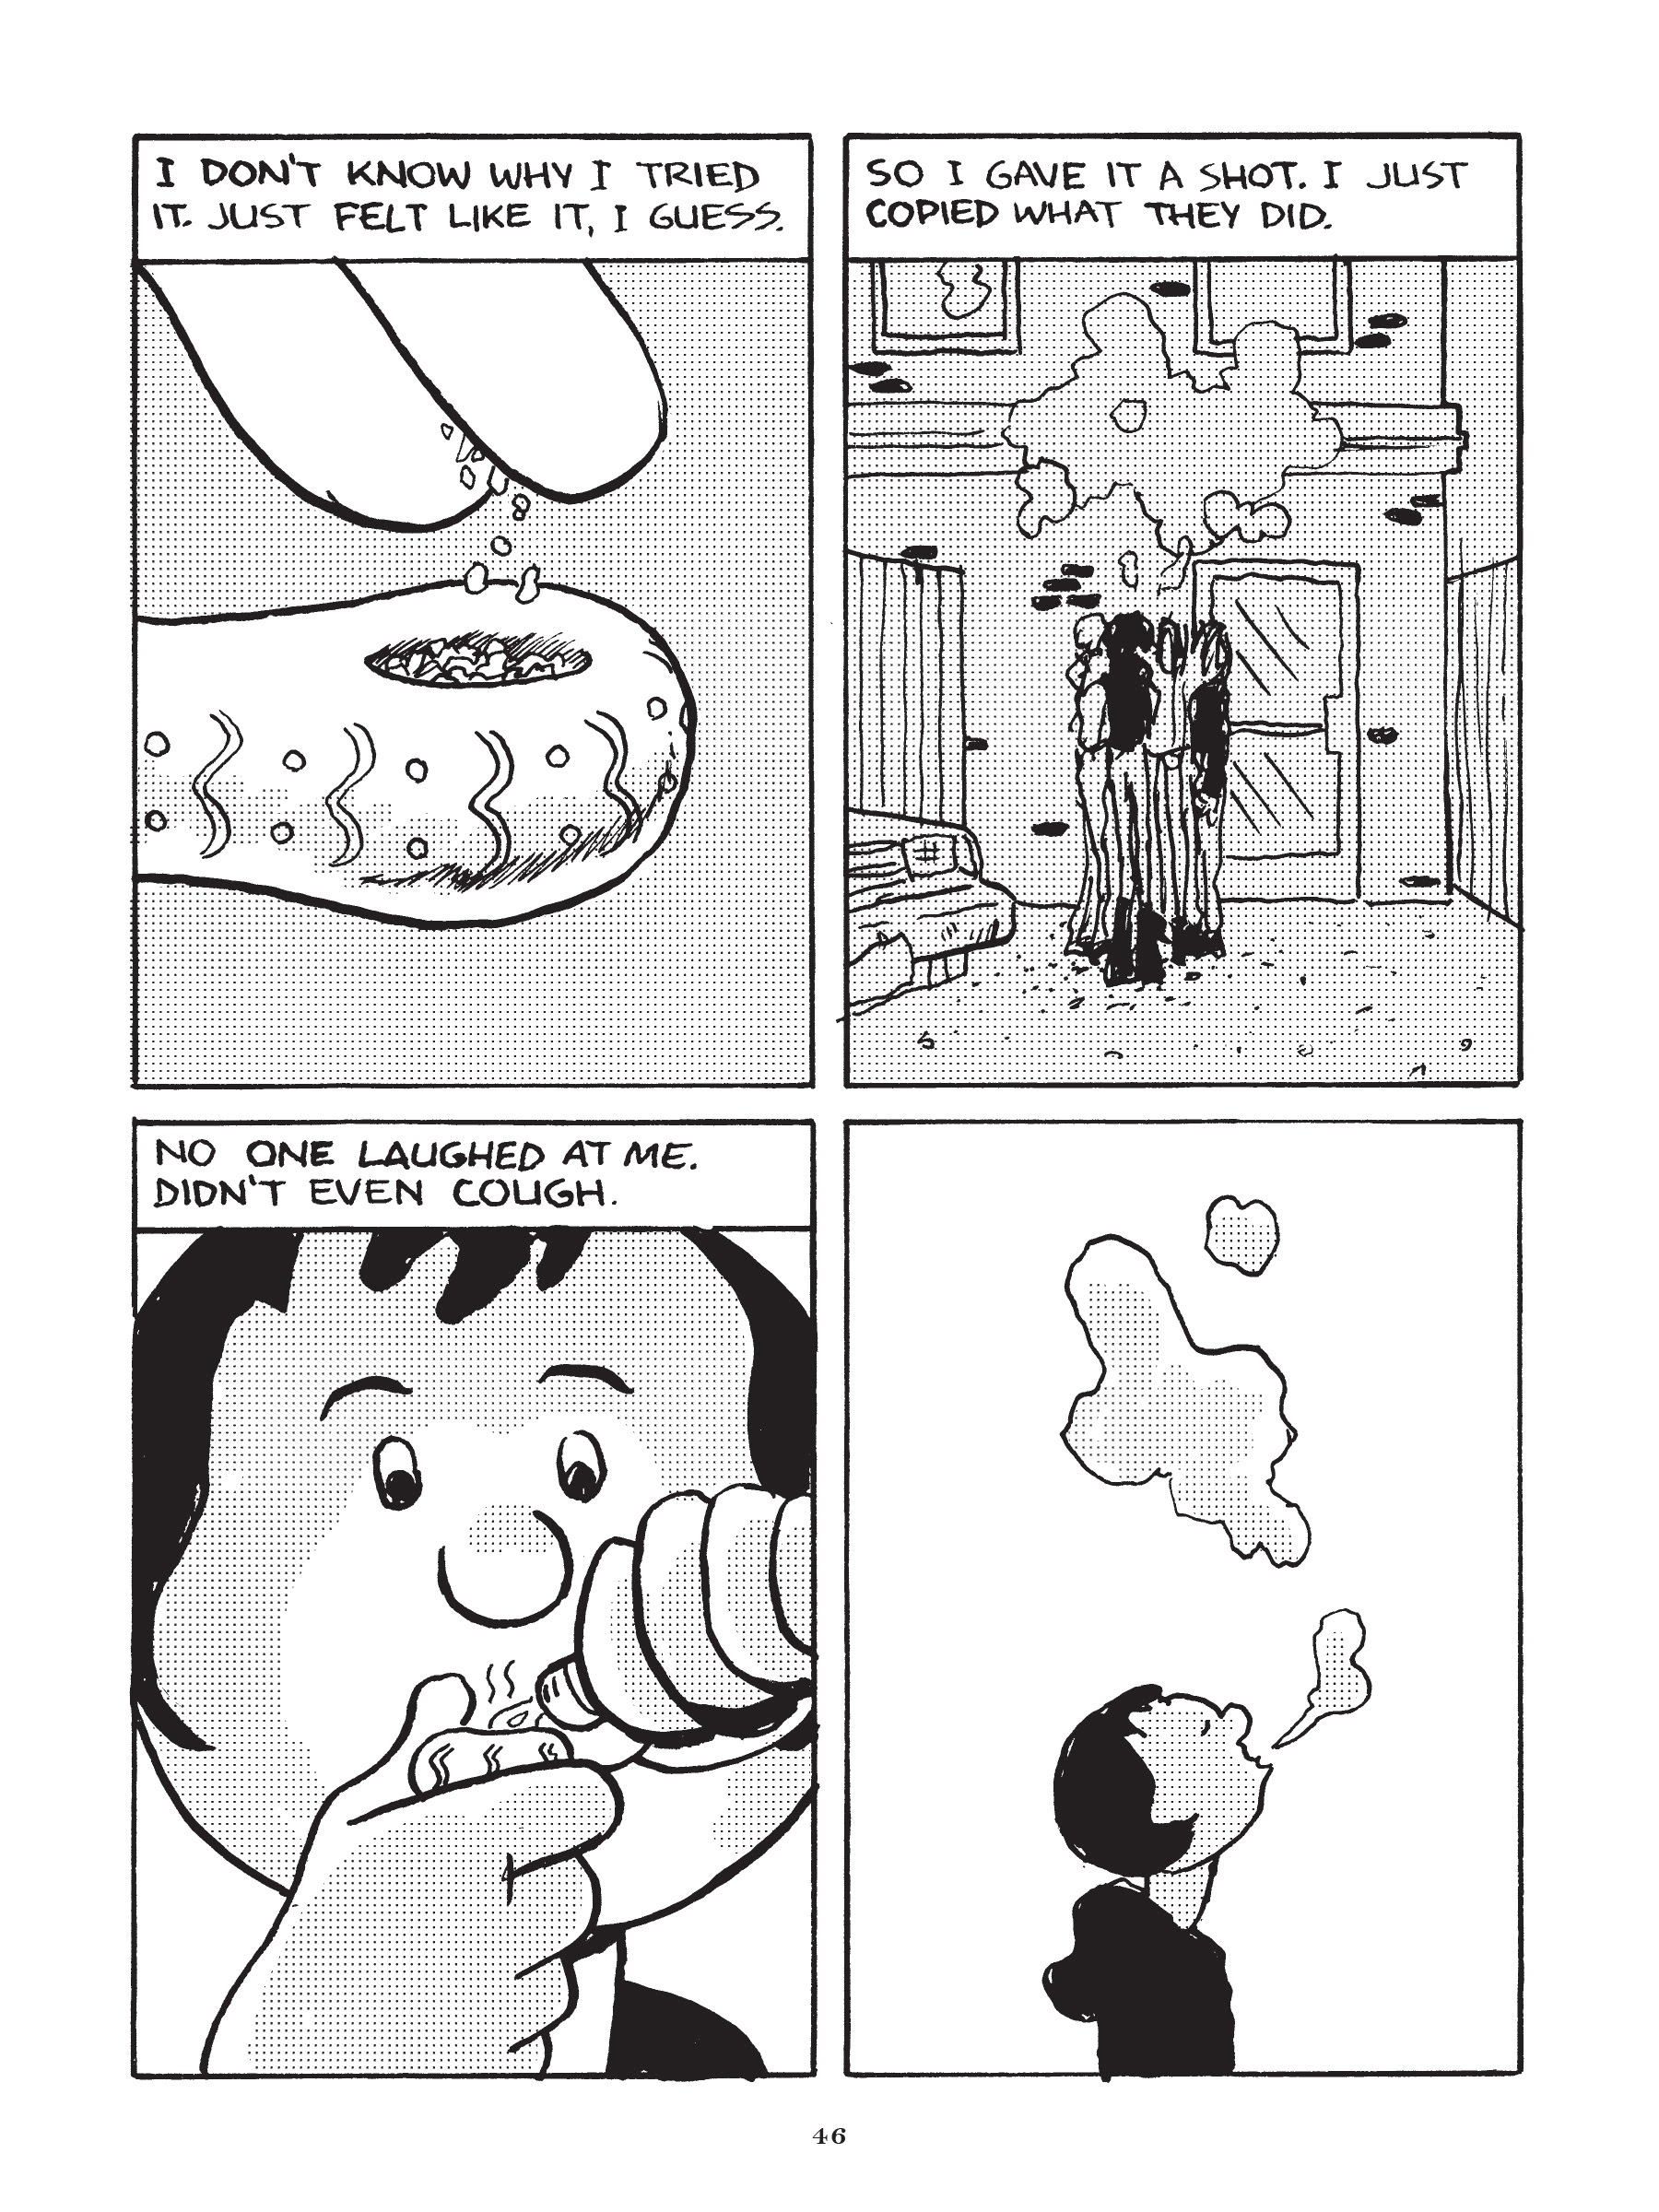 I DON'T KNOW WHY I TRIED
IT. JUST FELT LIKE IT, I GUESS.
SO I GAVE IT A SHOT. I JUST
COPIED WHAT THEY DID.
NO ONE LAUGHED AT ME.
DIDN'T EVEN COUGH.
46